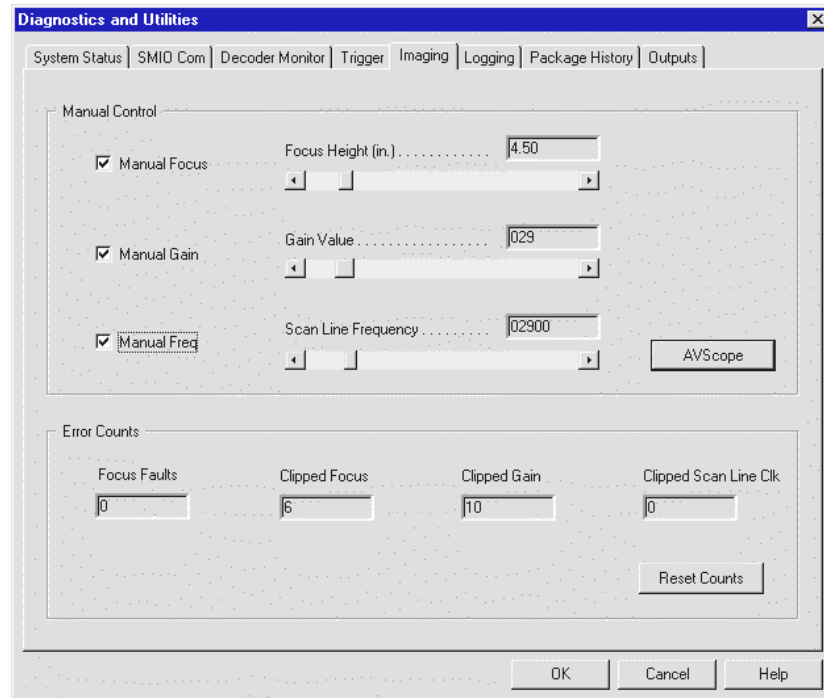 Diagnostics and Utilities
System Status SMIO Com Decoder Monitor Trigger Imaging Logging Package History Outputs
Manual Control
Manual Focus Focus Height (in.) . . . . . . . . . . . . 4.50
Manual Gain Gain Value . . . . . . . . . . . . . . . . . 029
Manual Freq Scan Line Frequency . . . . . . . . . 02900
AVScope
Error Counts
Focus Faults Clipped Focus Clipped Gain Clipped Scan Line Clk
0 6 10 0
Reset Counts
OK Cancel Help